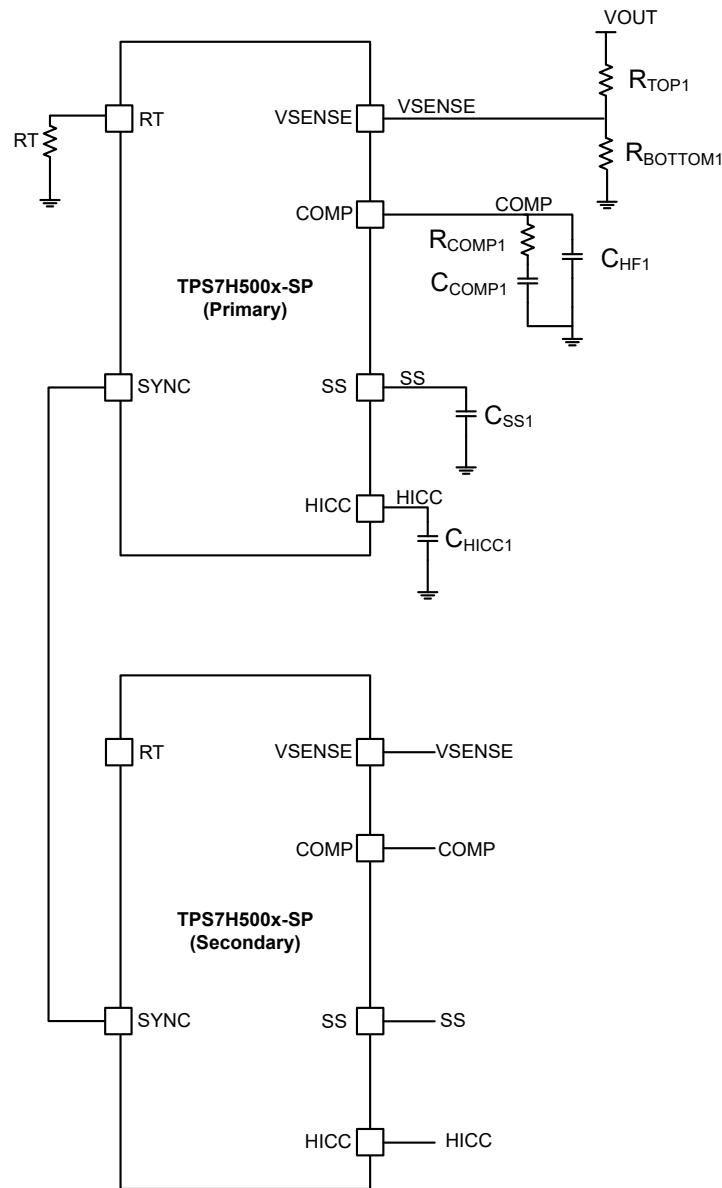 VOUT
RTOP1
VSENSE
RT
RT
VSENSE
RBOTTOM1
COMP
COMP
RCOMP1
CHF1
CCOMP1
TPS7H500x-SP
(Primary)
SYNC
SS
SS
CSS1
HICC
HICC
CHICC1
RT
VSENSE
VSENSE
COMP
COMP
TPS7H500x-SP
(Secondary)
SYNC
SS
SS
HICC
HICC